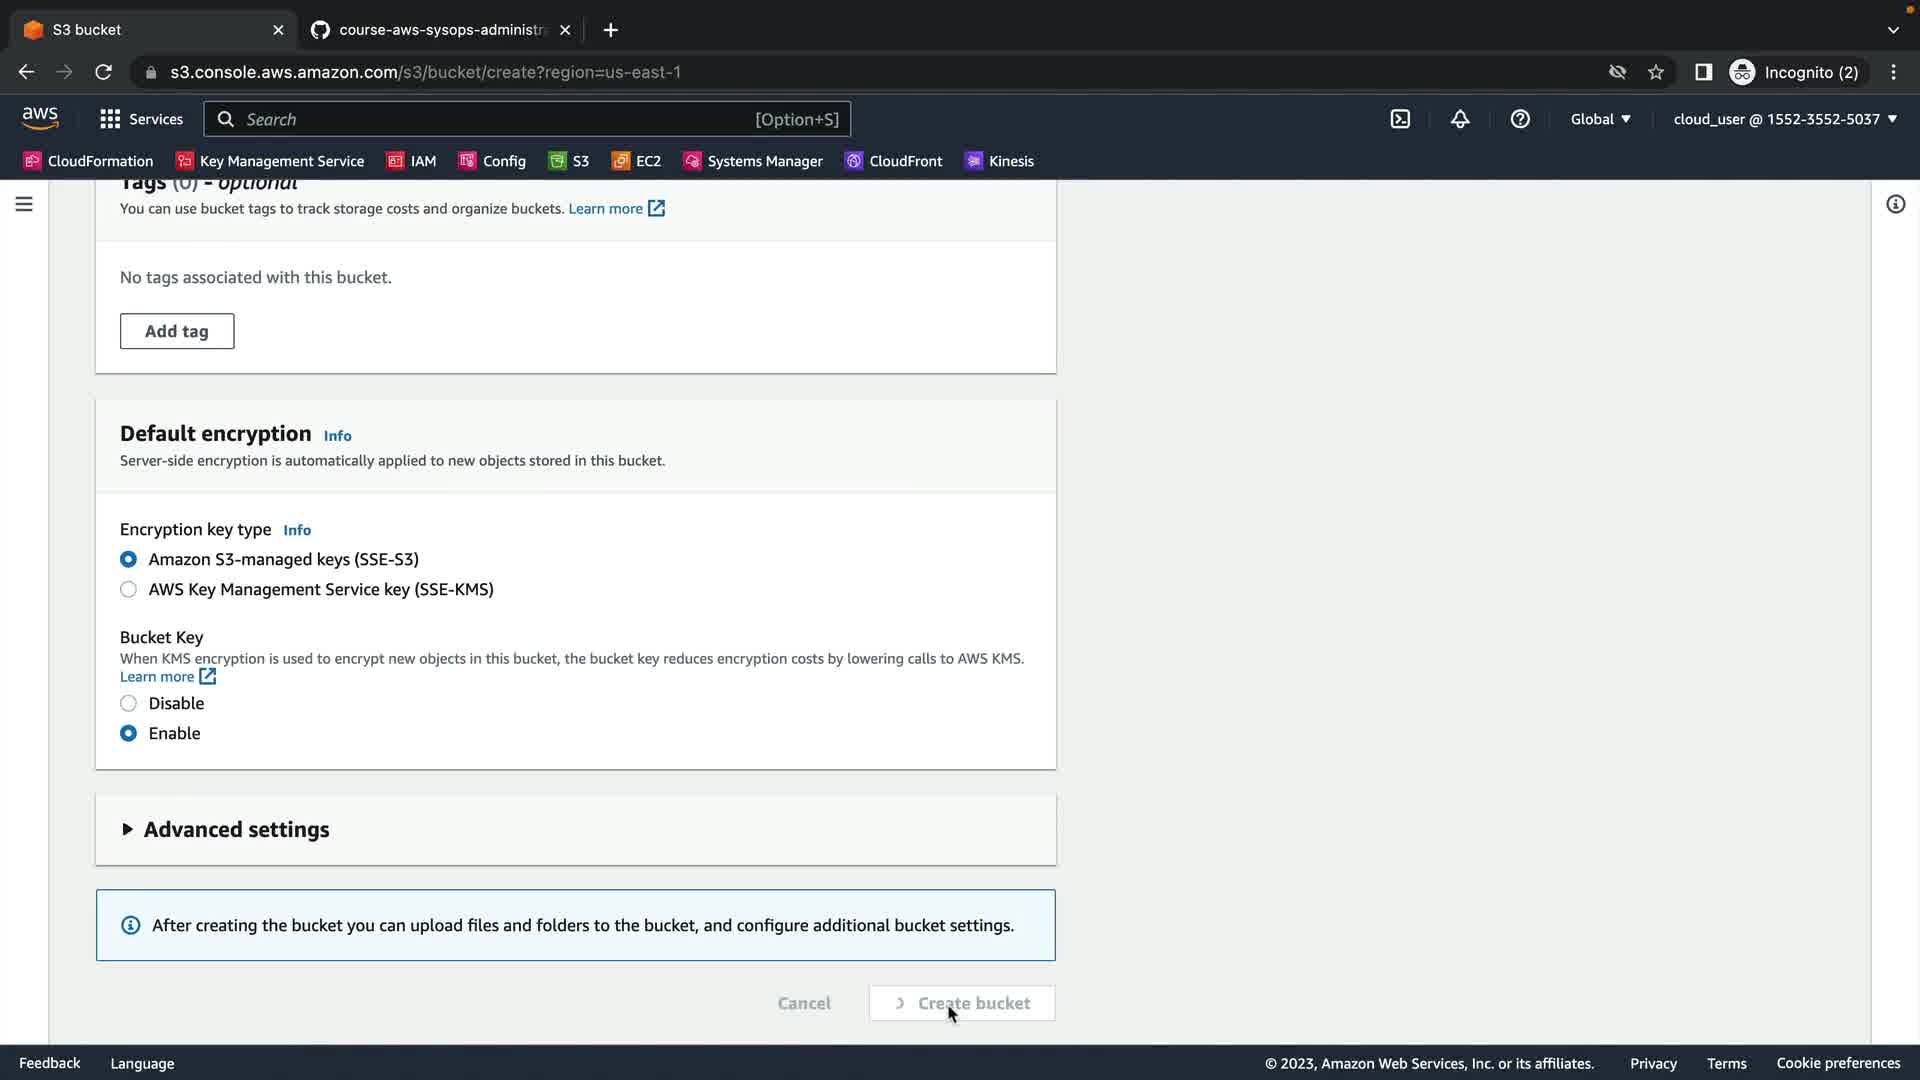 S3 bucket
course-aws-sysops-administr
s3.console.aws.amazon.com/s3/bucket/create?region=us-east-1
Incognito (2)
aws
Services
Search
[Option+S]
Global
cloud_user @ 1552-3552-5037
CloudFormation
Key Management Service
IAM
Config
S3
EC2
Systems Manager
CloudFront
Kinesis
Tags (0) - optional
You can use bucket tags to track storage costs and organize buckets. Learn more
No tags associated with this bucket.
Add tag
Default encryption Info
Server-side encryption is automatically applied to new objects stored in this bucket.
Encryption key type Info
Amazon S3-managed keys (SSE-S3)
AWS Key Management Service key (SSE-KMS)
Bucket Key
When KMS encryption is used to encrypt new objects in this bucket, the bucket key reduces encryption costs by lowering calls to AWS KMS.
Learn more
Disable
Enable
Advanced settings
After creating the bucket you can upload files and folders to the bucket, and configure additional bucket settings.
Cancel
Create bucket
Feedback
Language
© 2023, Amazon Web Services, Inc. or its affiliates.
Privacy
Terms
Cookie preferences